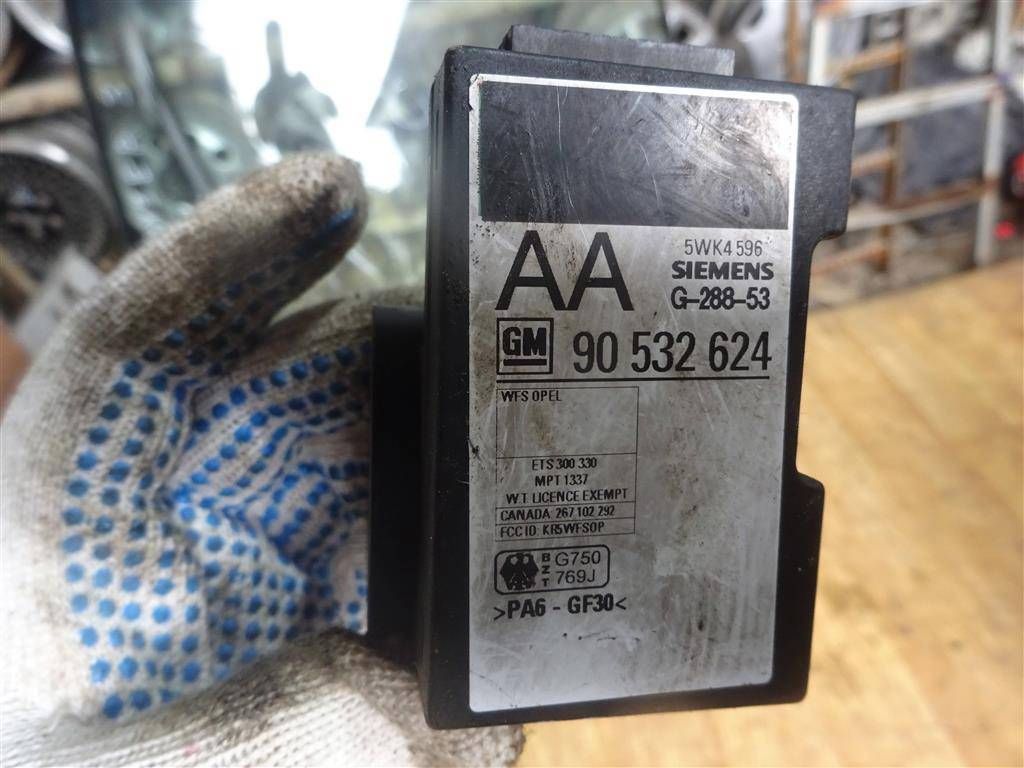 5WK4 596
AA
SIEMENS
G-288-53
GM 90 532 624
WFS OPEL
ETS 300 330
MPT 1337
W.T. LICENCE EXEMPT
CANADA: 267 102 292
FCC ID: KR5WFSOP
BZT G750
769J
>PA6 - GF30<